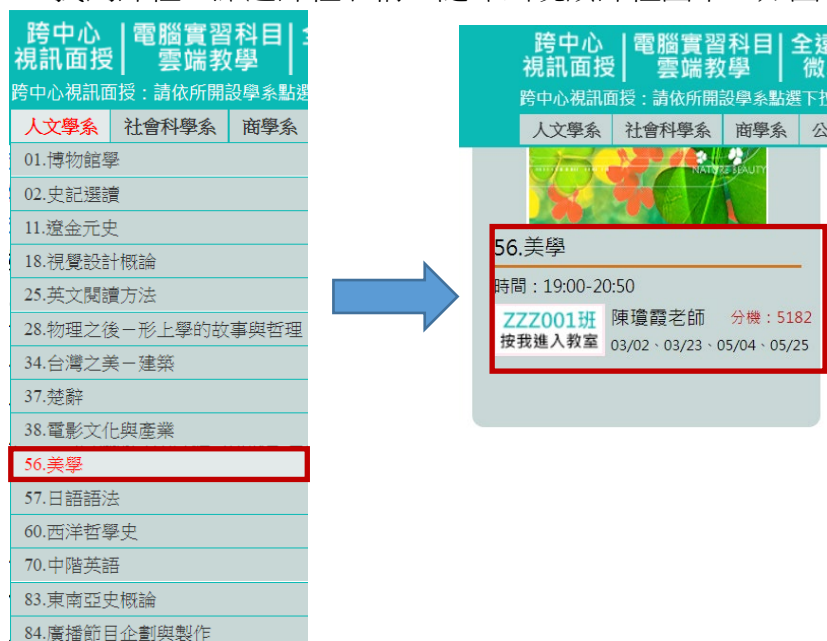 跨中心 電腦實習科目
視訊面授 雲端教學
跨中心視訊面授：請依所開設學系點選
人文學系 社會科學系 商學系
01.博物館學
02.史記選讀
11.遼金元史
18.視覺設計概論
25.英文閱讀方法
28.物理之後－形上學的故事與哲理
34.台灣之美－建築
37.楚辭
38.電影文化與產業
56.美學
57.日語語法
60.西洋哲學史
70.中階英語
83.東南亞史概論
84.廣播節目企劃與製作
跨中心 電腦實習科目 全遠
視訊面授 雲端教學 微
跨中心視訊面授：請依所開設學系點選下
人文學系 社會科學系 商學系 公
NATURE BEAUTY
56.美學
時間：19:00-20:50
ZZZ001班 陳瓊霞老師 分機：5182
按我進入教室 03/02、03/23、05/04、05/25